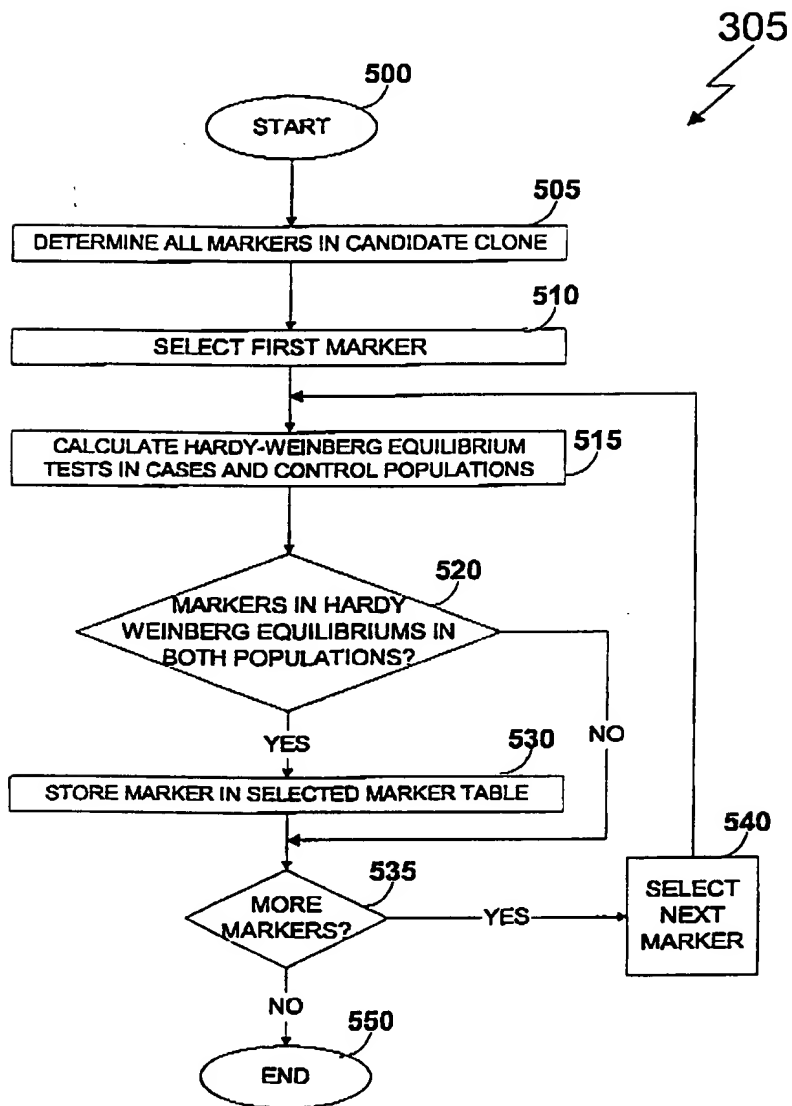 305
500
START
505
DETERMINE ALL MARKERS IN CANDIDATE CLONE
510
SELECT FIRST MARKER
CALCULATE HARDY-WEINBERG EQUILIBRIUM
TESTS IN CASES AND CONTROL POPULATIONS
515
520
MARKERS IN HARDY
WEINBERG EQUILIBRIUMS IN
BOTH POPULATIONS?
YES
NO
530
STORE MARKER IN SELECTED MARKER TABLE
535
MORE
MARKERS?
YES
540
SELECT
NEXT
MARKER
NO
550
END